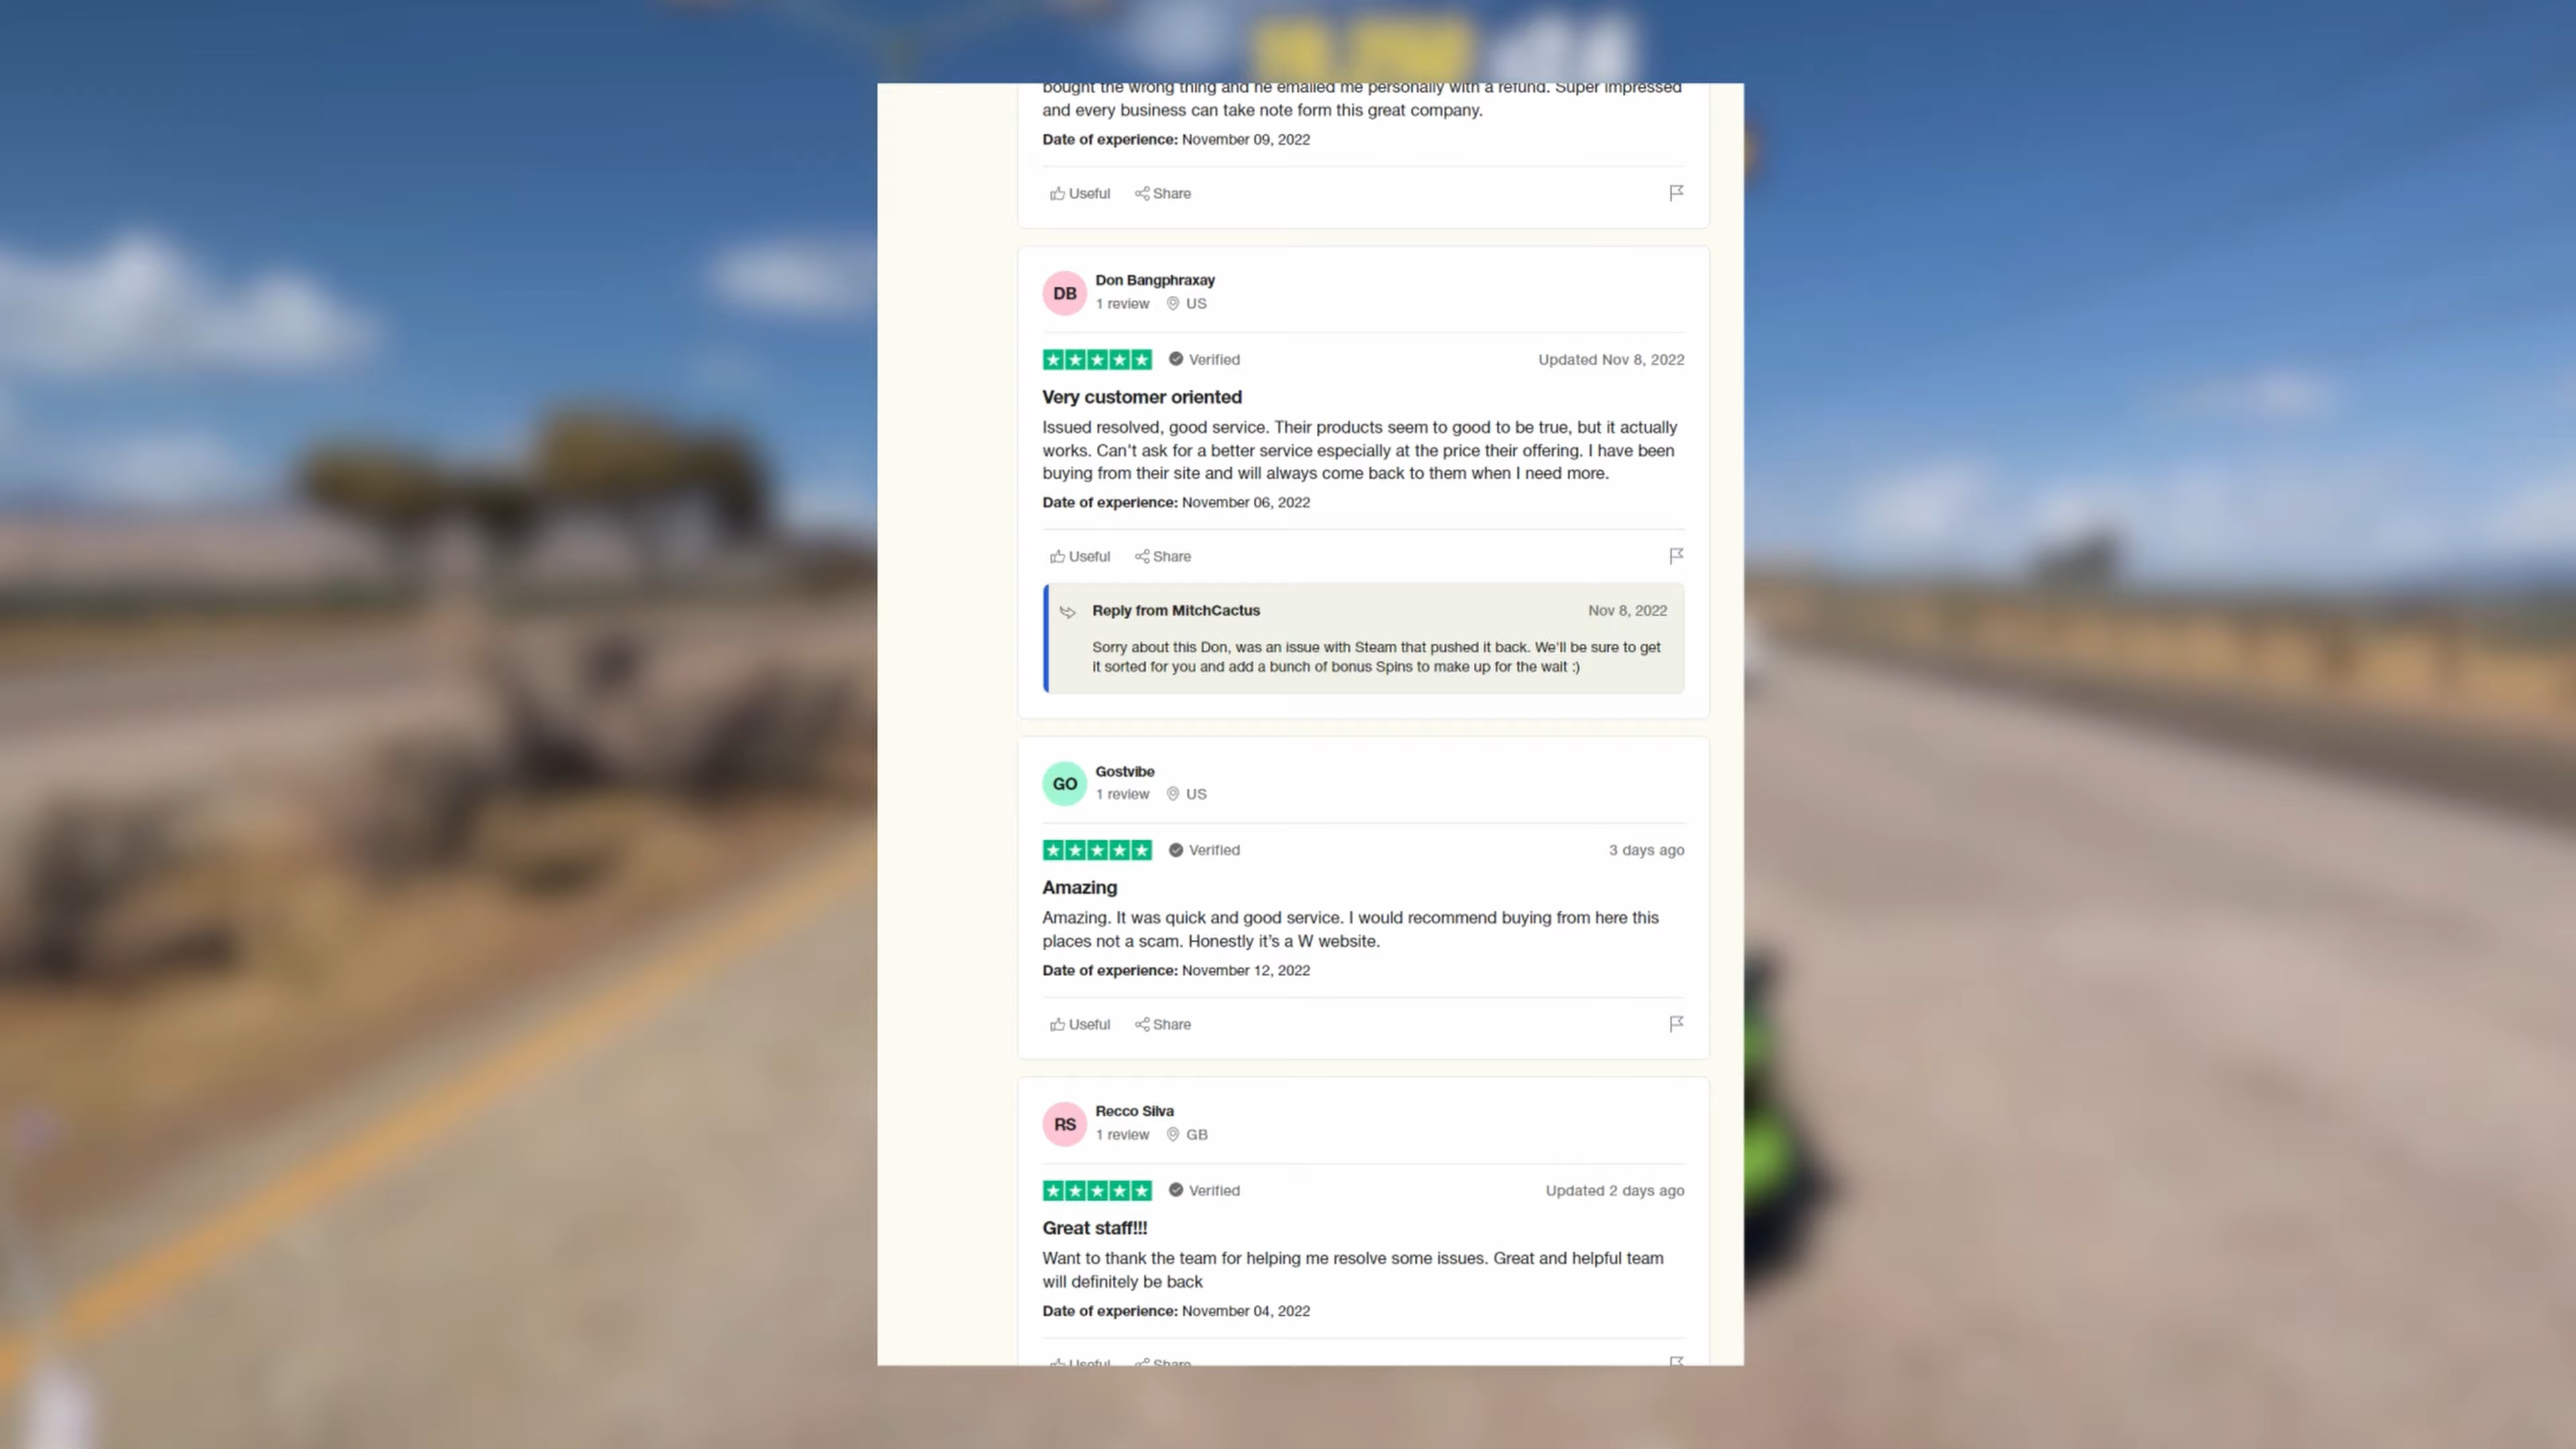 bought the wrong thing and he emailed me personally with a refund. Super impressed
and every business can take note form this great company.
Date of experience: November 09, 2022
Useful Share
DB Don Bangphraxay
1 review US
Verified Updated Nov 8, 2022
Very customer oriented
Issued resolved, good service. Their products seem to good to be true, but it actually
works. Can't ask for a better service especially at the price their offering. I have been
buying from their site and will always come back to them when I need more.
Date of experience: November 06, 2022
Useful Share
Reply from MitchCactus Nov 8, 2022
Sorry about this Don, was an issue with Steam that pushed it back. We'll be sure to get
it sorted for you and add a bunch of bonus Spins to make up for the wait :)
GO Gostvibe
1 review US
Verified 3 days ago
Amazing
Amazing. It was quick and good service. I would recommend buying from here this
places not a scam. Honestly it's a W website.
Date of experience: November 12, 2022
Useful Share
RS Recco Silva
1 review GB
Verified Updated 2 days ago
Great staff!!!
Want to thank the team for helping me resolve some issues. Great and helpful team
will definitely be back
Date of experience: November 04, 2022
Useful Share